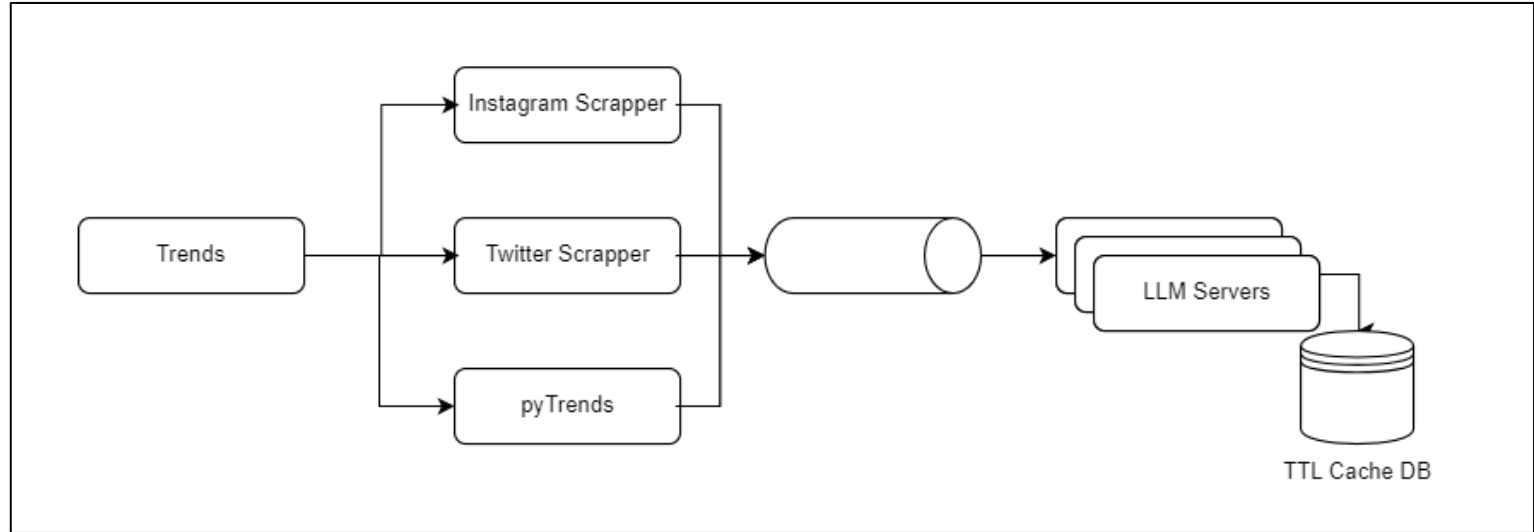 Instagram Scrapper
Trends
Twitter Scrapper
LLM Servers
pyTrends
TTL Cache DB